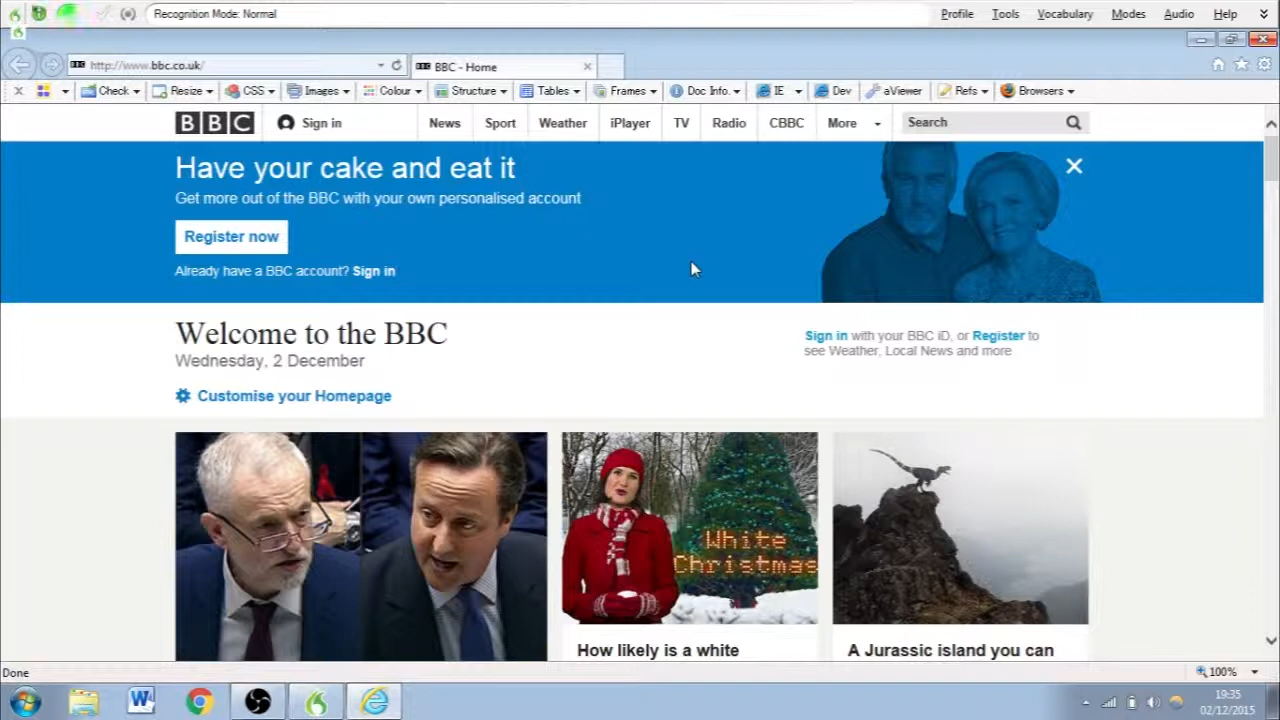 Recognition Mode: Normal
Profile Tools Vocabulary Modes Audio Help
http://www.bbc.co.uk/
BBC - Home
Check Resize CSS Images Colour Structure Tables Frames Doc Info. IE Dev aViewer Refs Browsers
BBC Sign in News Sport Weather iPlayer TV Radio CBBC More Search
Have your cake and eat it
Get more out of the BBC with your own personalised account
Register now
Already have a BBC account? Sign in
Welcome to the BBC
Wednesday, 2 December
Sign in with your BBC iD, or Register to
see Weather, Local News and more
Customise your Homepage
White
Christmas
How likely is a white
A Jurassic island you can
Done
100%
19:35
02/12/2015